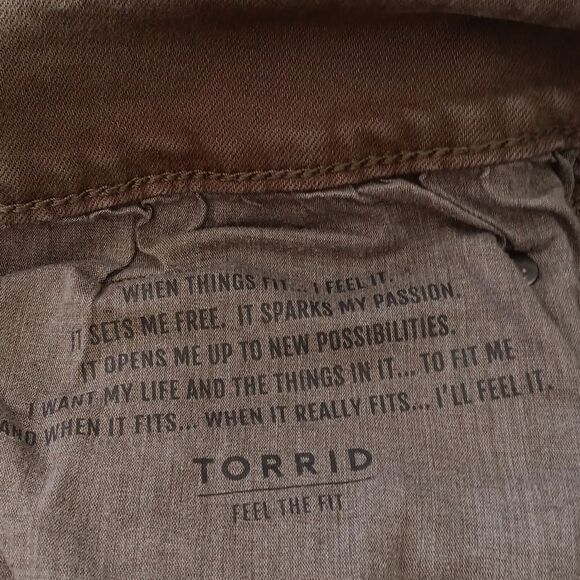 WHEN THINGS FIT... I FEEL IT.
IT SETS ME FREE. IT SPARKS MY PASSION.
IT OPENS ME UP TO NEW POSSIBILITIES.
I WANT MY LIFE AND THE THINGS IN IT... TO FIT ME
AND WHEN IT FITS... WHEN IT REALLY FITS... I'LL FEEL IT.
TORRID
FEEL THE FIT